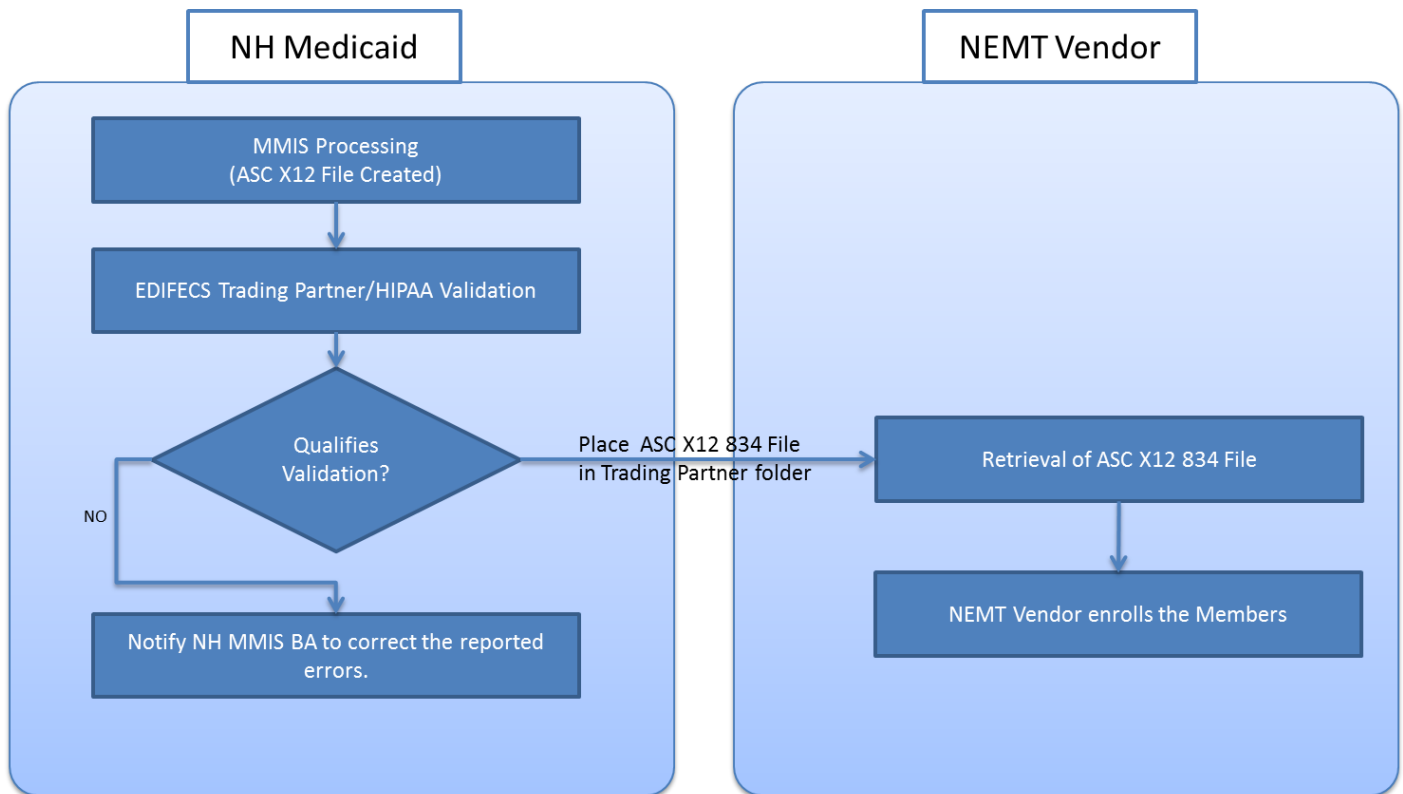 NH Medicaid
MMIS Processing
(ASC X12 File Created)
EDIFECS Trading Partner/HIPAA Validation
Qualifies
Validation?
NO
Notify NH MMIS BA to correct the reported
errors.
Place ASC X12 834 File
in Trading Partner folder
NEMT Vendor
Retrieval of ASC X12 834 File
NEMT Vendor enrolls the Members